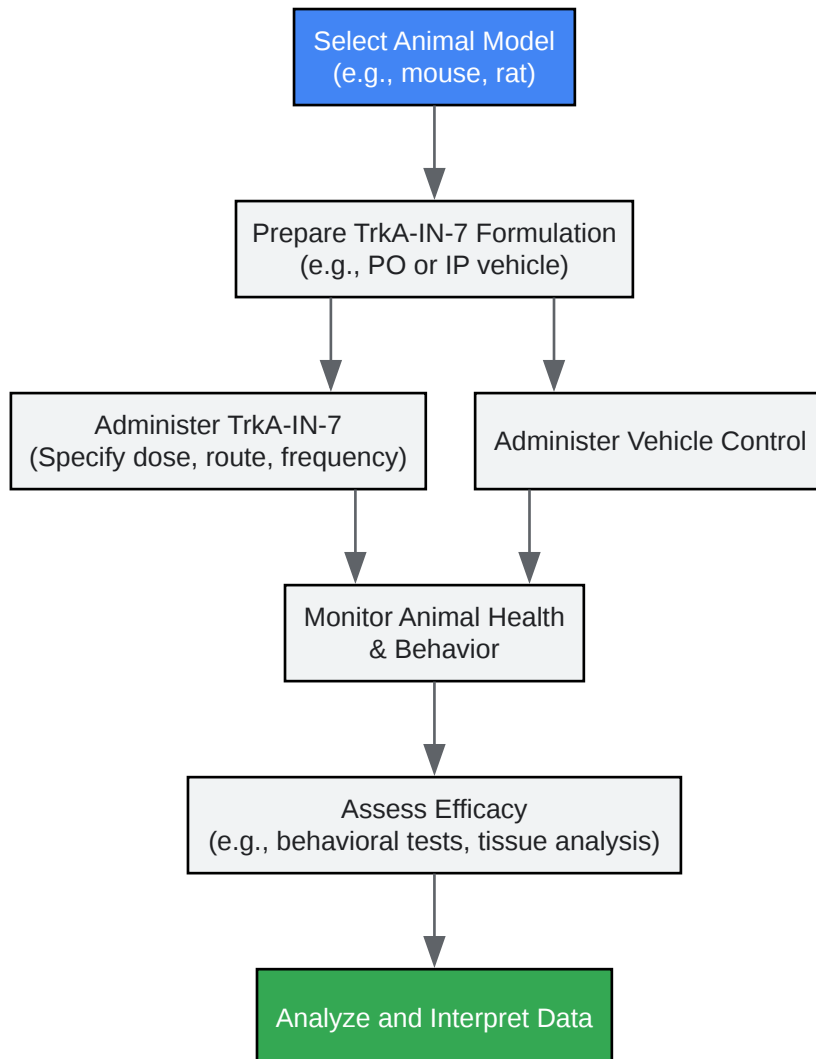 Select Animal Model
(e.g., mouse, rat)
Prepare TrkA-IN-7 Formulation
(e.g., PO or IP vehicle)
Administer TrkA-IN-7
(Specify dose, route, frequency)
Administer Vehicle Control
Monitor Animal Health
& Behavior
Assess Efficacy
(e.g., behavioral tests, tissue analysis)
Analyze and Interpret Data